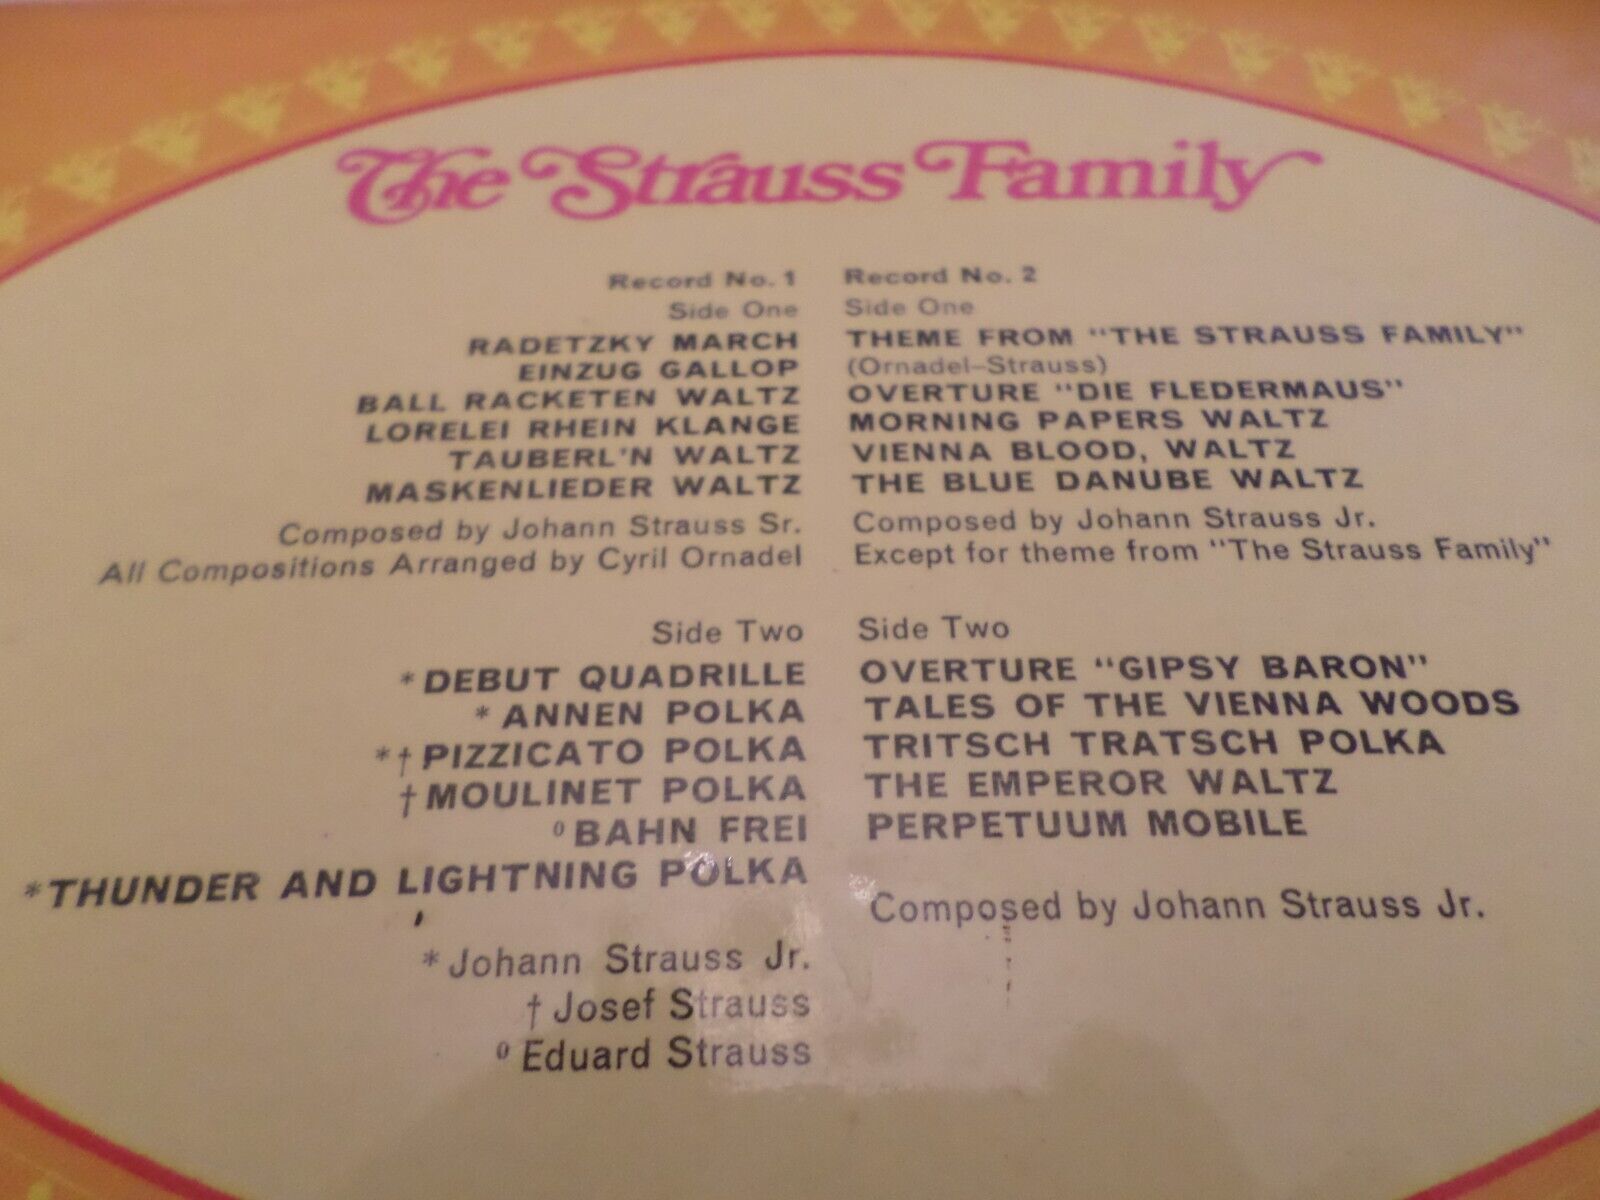 The Strauss Family
Record No. 1
Side One
RADETZKY MARCH
EINZUG GALLOP
BALL RACKETEN WALTZ
LORELEI RHEIN KLANGE
TAUBERL'N WALTZ
MASKENLIEDER WALTZ
Composed by Johann Strauss Sr.
All Compositions Arranged by Cyril Ornadel
Side Two
*DEBUT QUADRILLE
*ANNEN POLKA
*†PIZZICATO POLKA
†MOULINET POLKA
⁰BAHN FREI
*THUNDER AND LIGHTNING POLKA
*Johann Strauss Jr.
†Josef Strauss
⁰Eduard Strauss
Record No. 2
Side One
THEME FROM "THE STRAUSS FAMILY"
(Ornadel–Strauss)
OVERTURE "DIE FLEDERMAUS"
MORNING PAPERS WALTZ
VIENNA BLOOD, WALTZ
THE BLUE DANUBE WALTZ
Composed by Johann Strauss Jr.
Except for theme from "The Strauss Family"
Side Two
OVERTURE "GIPSY BARON"
TALES OF THE VIENNA WOODS
TRITSCH TRATSCH POLKA
THE EMPEROR WALTZ
PERPETUUM MOBILE
Composed by Johann Strauss Jr.